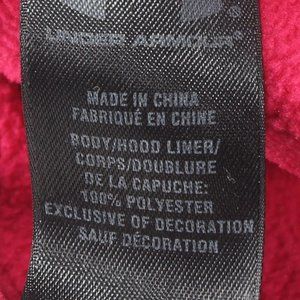 UNDER ARMOUR
MADE IN CHINA
FABRIQUÉ EN CHINE
BODY/HOOD LINER/
CORPS/DOUBLURE
DE LA CAPUCHE:
100% POLYESTER
EXCLUSIVE OF DECORATION
SAUF DÉCORATION